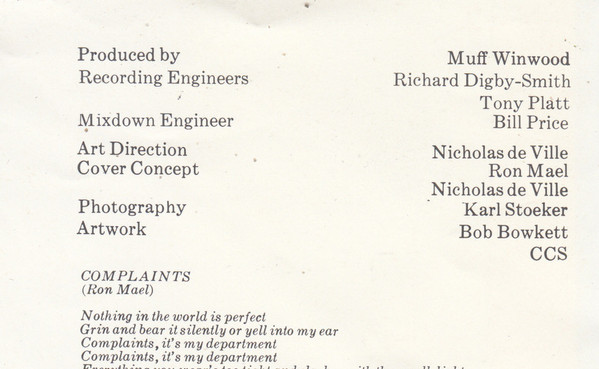 Produced by Muff Winwood
Recording Engineers Richard Digby-Smith
Tony Platt
Mixdown Engineer Bill Price
Art Direction Nicholas de Ville
Cover Concept Ron Mael
Nicholas de Ville
Photography Karl Stoeker
Artwork Bob Bowkett
CCS
COMPLAINTS
(Ron Mael)
Nothing in the world is perfect
Grin and bear it silently or yell into my ear
Complaints, it's my department
Complaints, it's my department